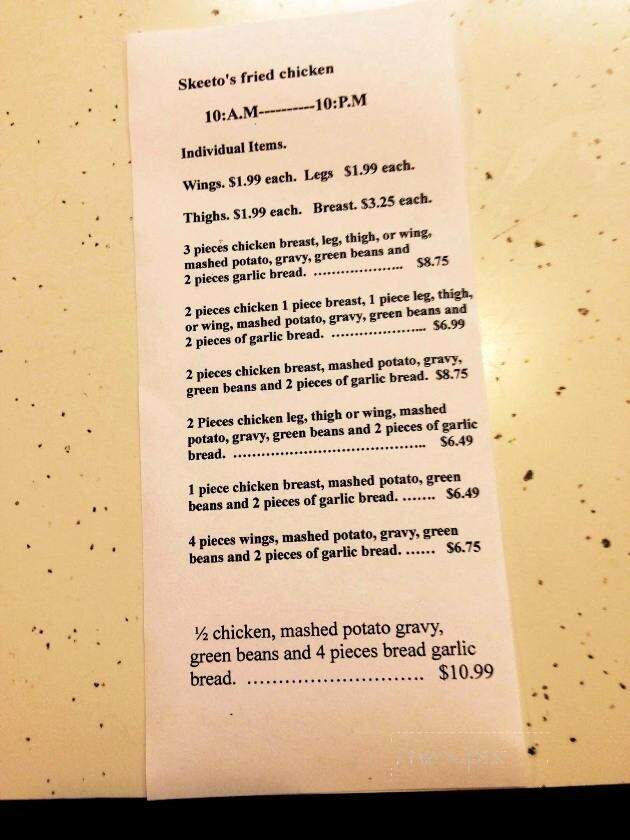 Skeeto's fried chicken
10:A.M----------10:P.M
Individual Items.
Wings. $1.99 each. Legs $1.99 each.
Thighs. $1.99 each. Breast. $3.25 each.
3 pieces chicken breast, leg, thigh, or wing,
mashed potato, gravy, green beans and
2 pieces garlic bread. .................... $8.75
2 pieces chicken 1 piece breast, 1 piece leg, thigh,
or wing, mashed potato, gravy, green beans and
2 pieces of garlic bread. ..................... $6.99
2 pieces chicken breast, mashed potato, gravy,
green beans and 2 pieces of garlic bread. $8.75
2 Pieces chicken leg, thigh or wing, mashed
potato, gravy, green beans and 2 pieces of garlic
bread. ........................................ $6.49
1 piece chicken breast, mashed potato, green
beans and 2 pieces of garlic bread. ....... $6.49
4 pieces wings, mashed potato, gravy, green
beans and 2 pieces of garlic bread. ...... $6.75
½ chicken, mashed potato gravy,
green beans and 4 pieces bread garlic
bread. ............................ $10.99